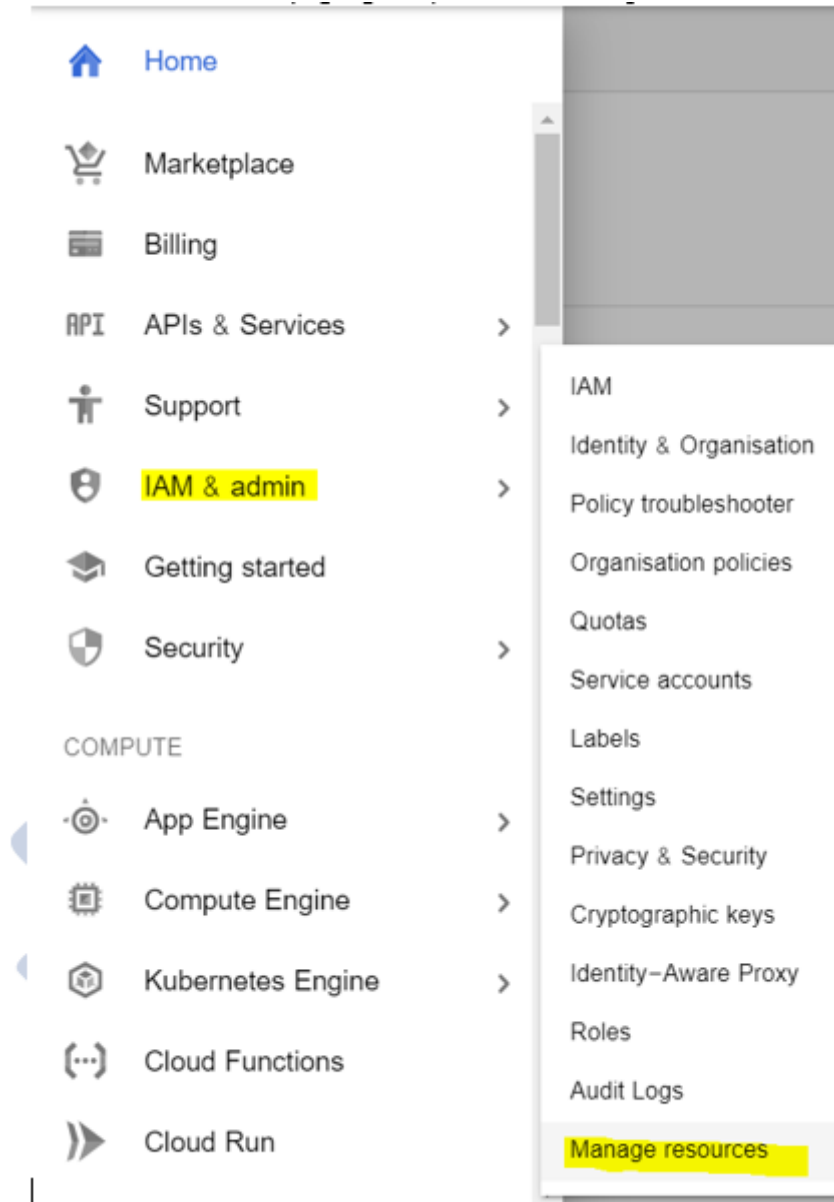 Home
Marketplace
Billing
API APIs & Services
Support
IAM & admin
Getting started
Security
COMPUTE
App Engine
Compute Engine
Kubernetes Engine
Cloud Functions
Cloud Run
IAM
Identity & Organisation
Policy troubleshooter
Organisation policies
Quotas
Service accounts
Labels
Settings
Privacy & Security
Cryptographic keys
Identity-Aware Proxy
Roles
Audit Logs
Manage resources